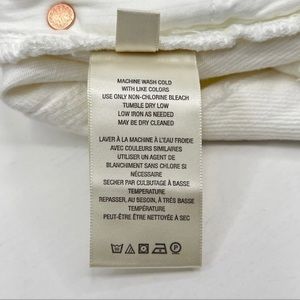 MACHINE WASH COLD
WITH LIKE COLORS
USE ONLY NON-CHLORINE BLEACH
TUMBLE DRY LOW
LOW IRON AS NEEDED
MAY BE DRY CLEANED
LAVER À LA MACHINE À L'EAU FROIDE
AVEC COULEURS SIMILAIRES
UTILISER UN AGENT DE
BLANCHIMENT SANS CHLORE SI
NÉCESSAIRE
SECHER PAR CULBUTAGE À BASSE
TEMPERATURE
REPASSER, AU BESOIN, À TRÈS BASSE
TEMPÉRATURE
PEUT-ÊTRE ÊTRE NETTOYÉE À SEC